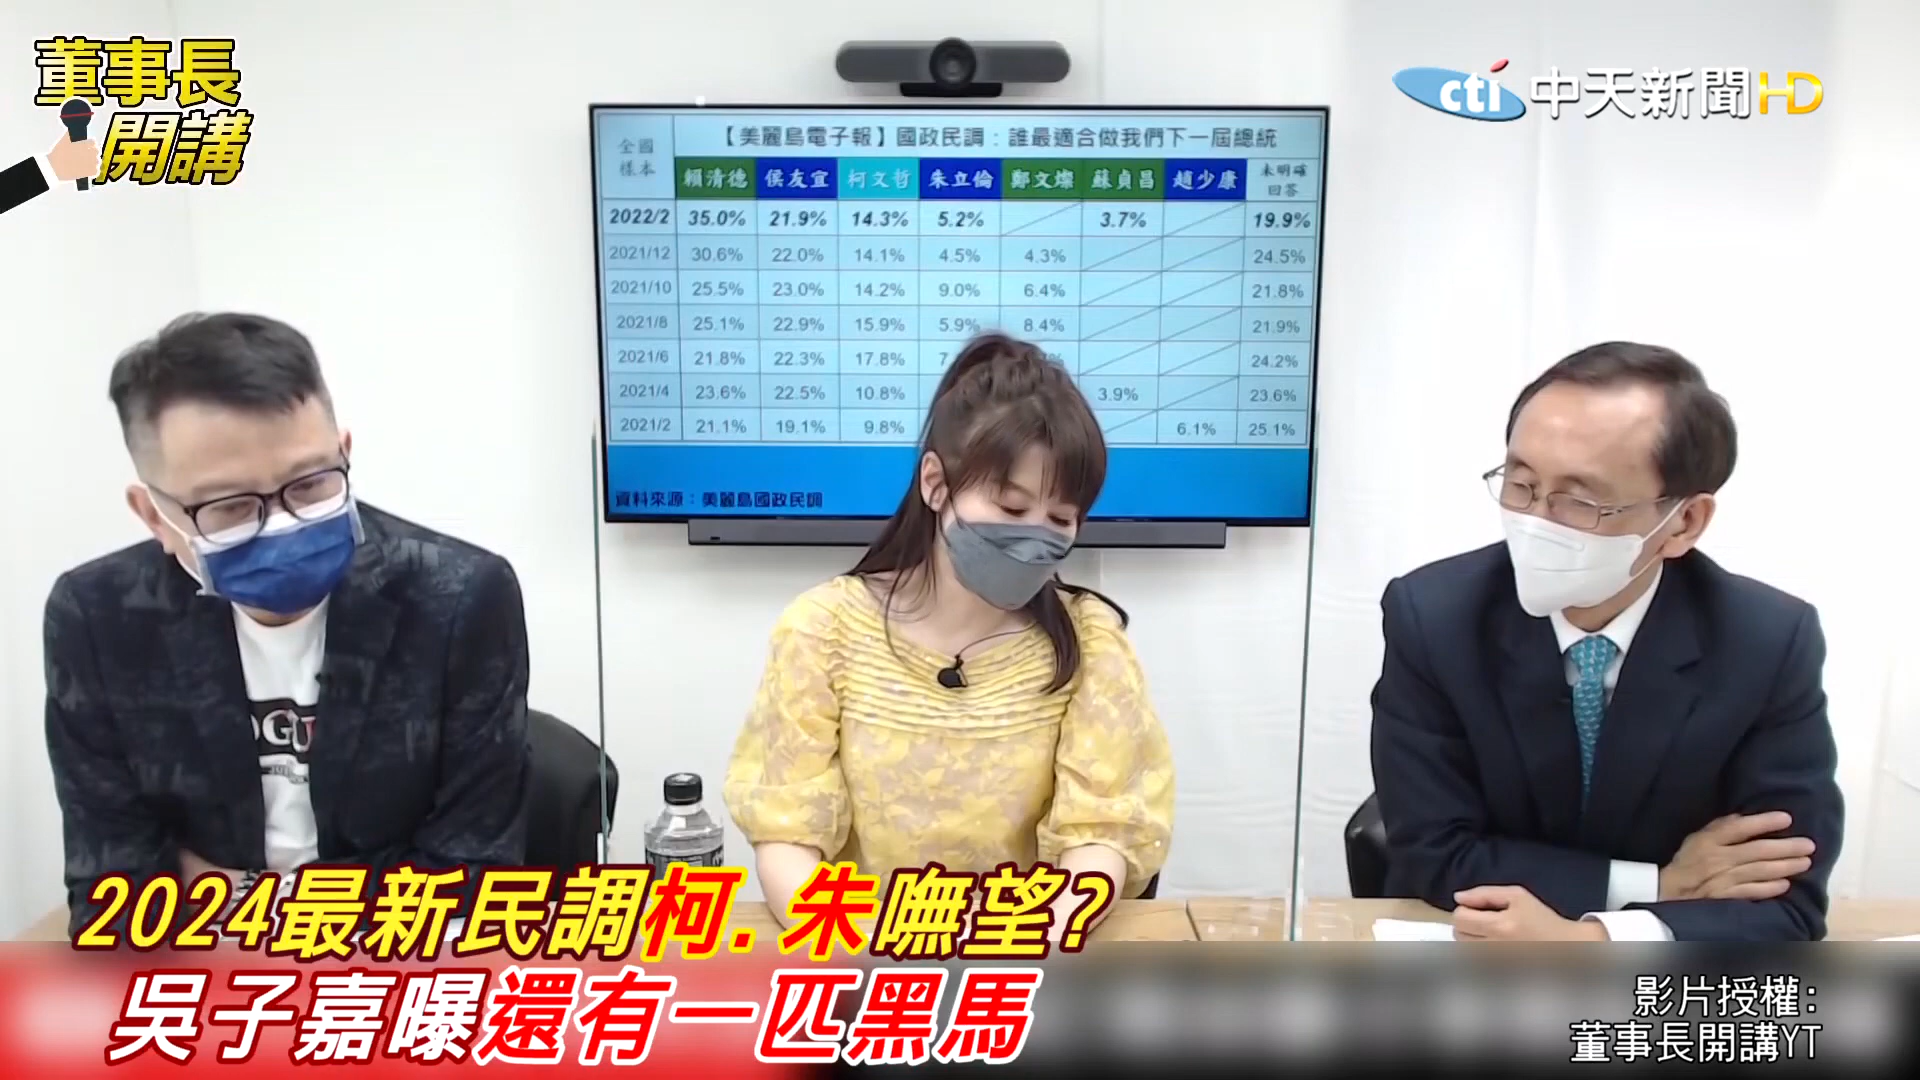 董事長
開講
cti 中天新聞HD
全國樣本 【美麗島電子報】國政民調：誰最適合做我們下一屆總統
賴清德 侯友宜 柯文哲 朱立倫 鄭文燦 蘇貞昌 趙少康 未明確回答
2022/2 35.0% 21.9% 14.3% 5.2% 3.7% 19.9%
2021/12 30.6% 22.0% 14.1% 4.5% 4.3% 24.5%
2021/10 25.5% 23.0% 14.2% 9.0% 6.4% 21.8%
2021/8 25.1% 22.9% 15.9% 5.9% 8.4% 21.9%
2021/6 21.8% 22.3% 17.8% 24.2%
2021/4 23.6% 22.5% 10.8% 3.9% 23.6%
2021/2 21.1% 19.1% 9.8% 6.1% 25.1%
資料來源：美麗島國政民調
2024最新民調柯.朱嘸望?
吳子嘉曝還有一匹黑馬
影片授權:
董事長開講YT